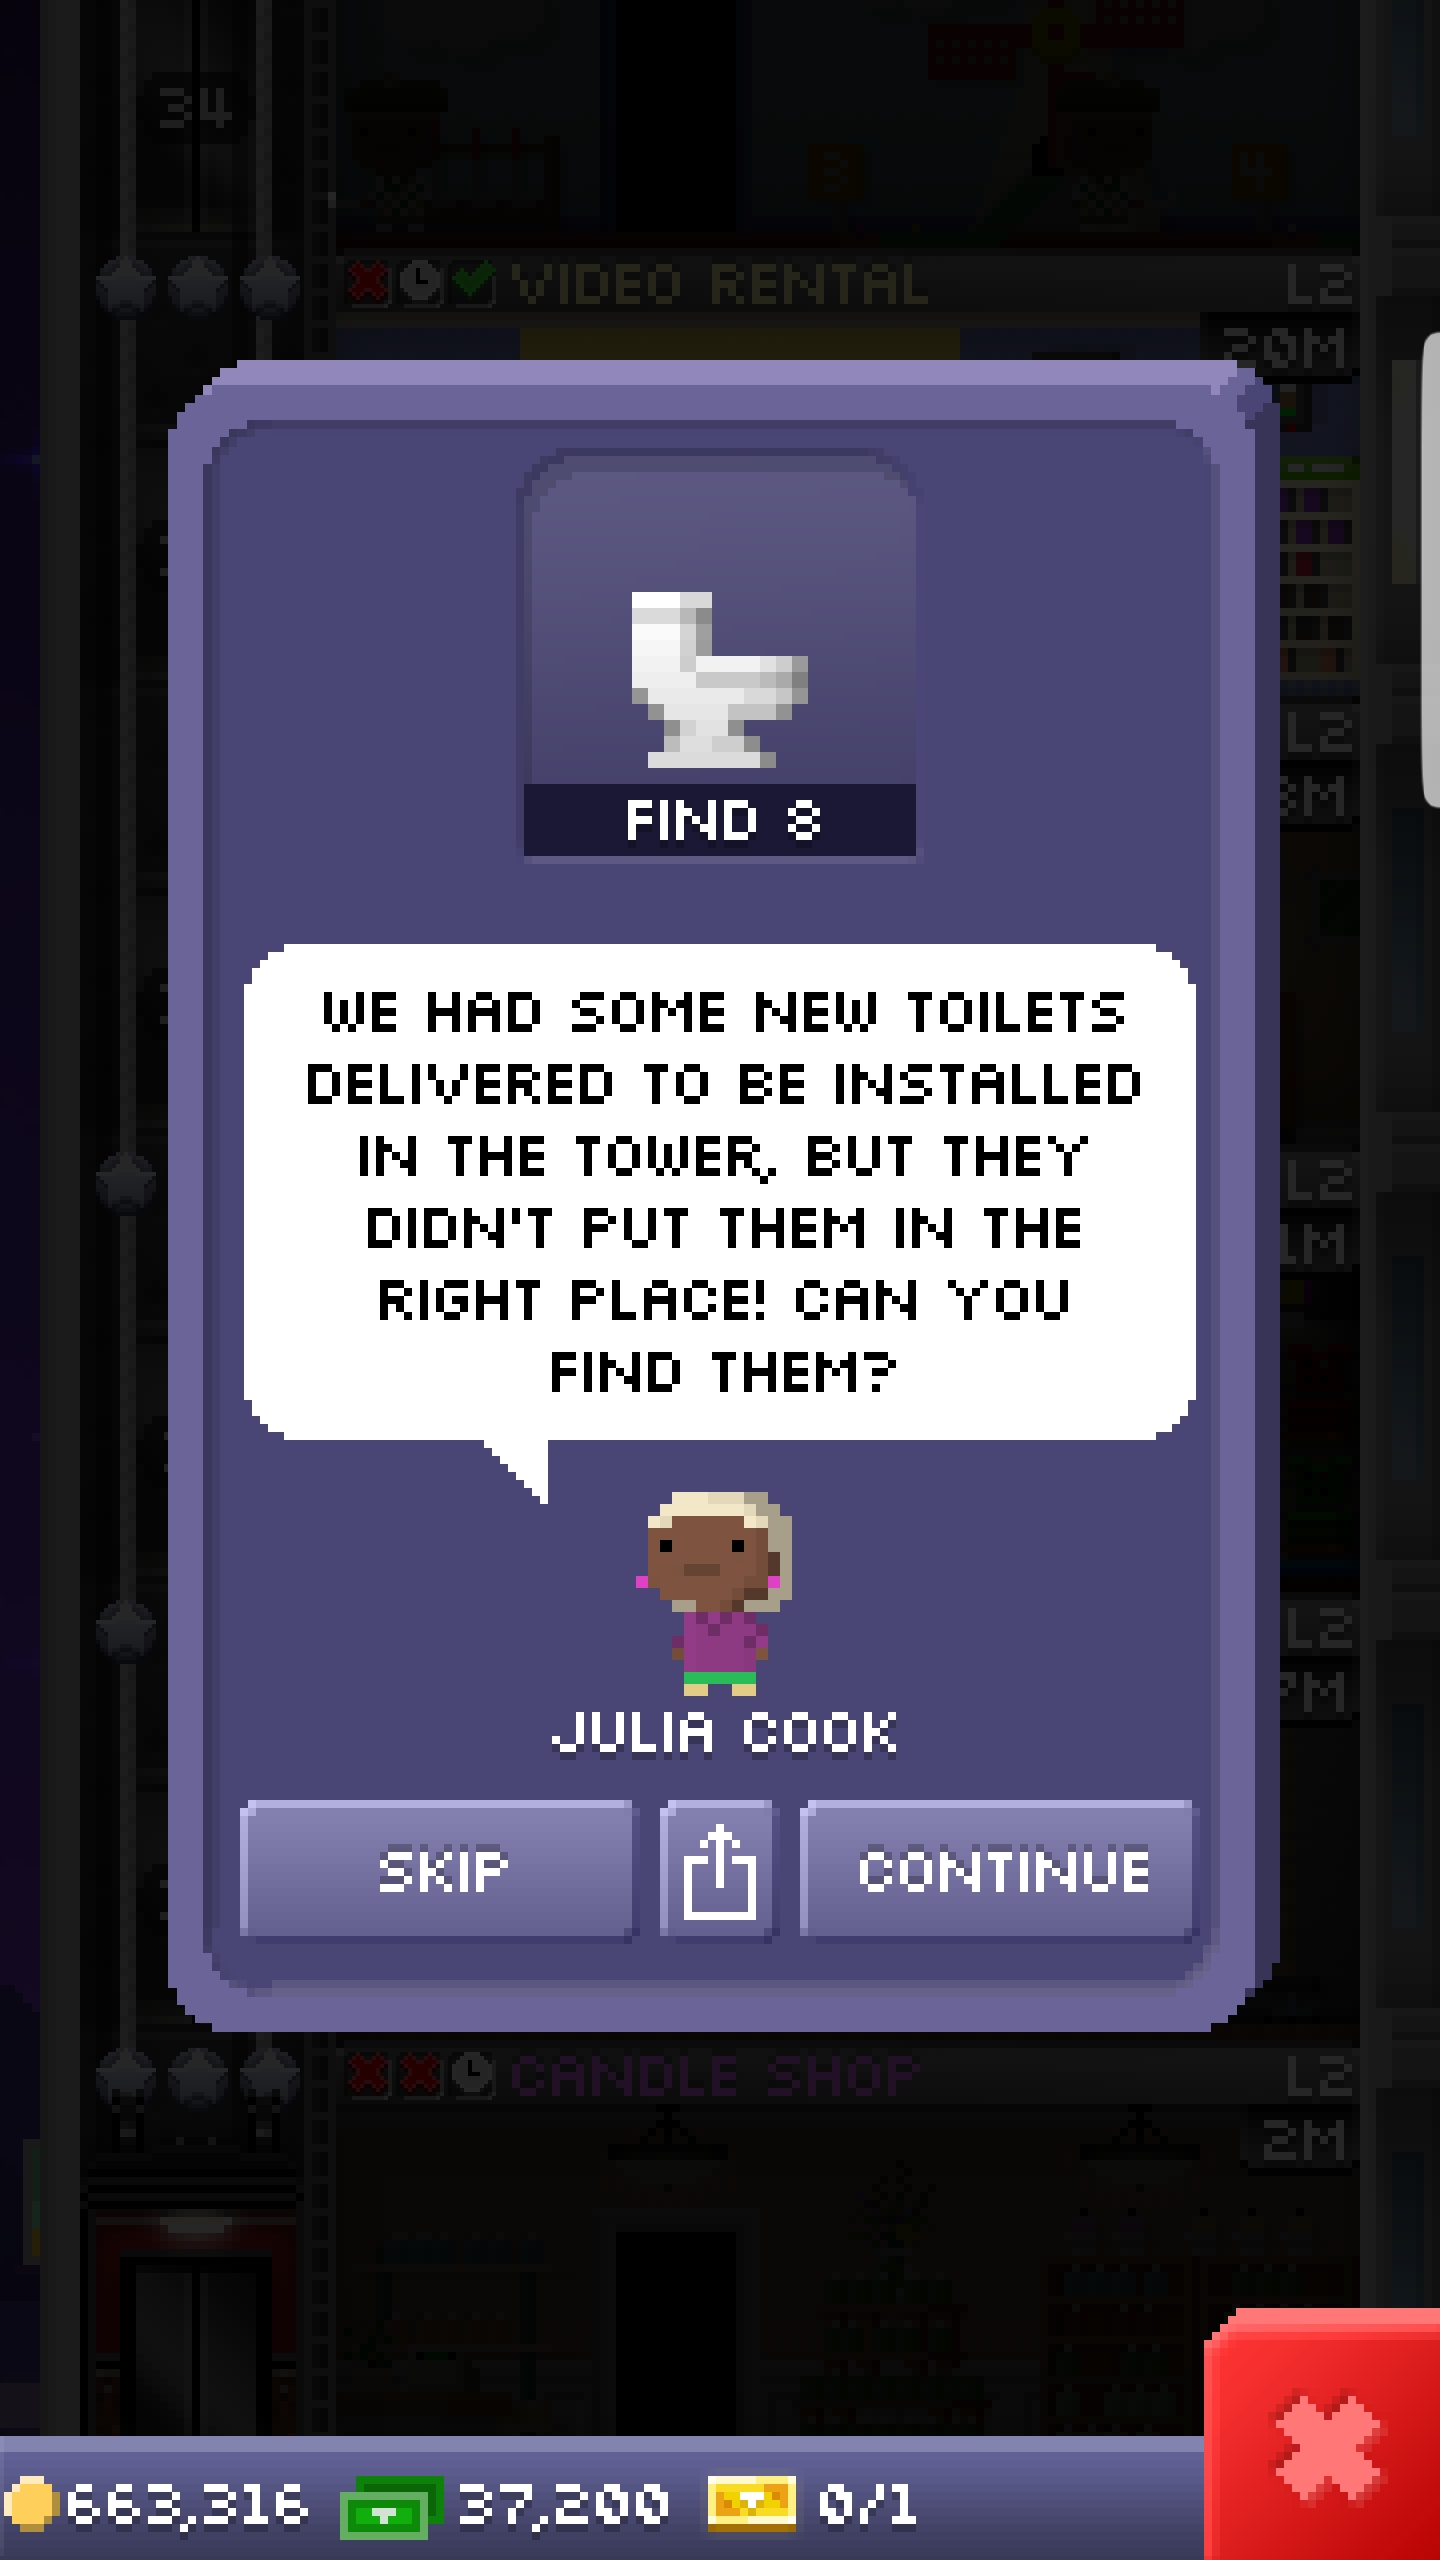 34
3
4
VIDEO RENTAL L2
20M
L2
L2
1M
L2
FIND 8
WE HAD SOME NEW TOILETS
DELIVERED TO BE INSTALLED
IN THE TOWER, BUT THEY
DIDN'T PUT THEM IN THE
RIGHT PLACE! CAN YOU
FIND THEM?
JULIA COOK
SKIP
CONTINUE
CANDLE SHOP L2
2M
663,316 37,200 0/1